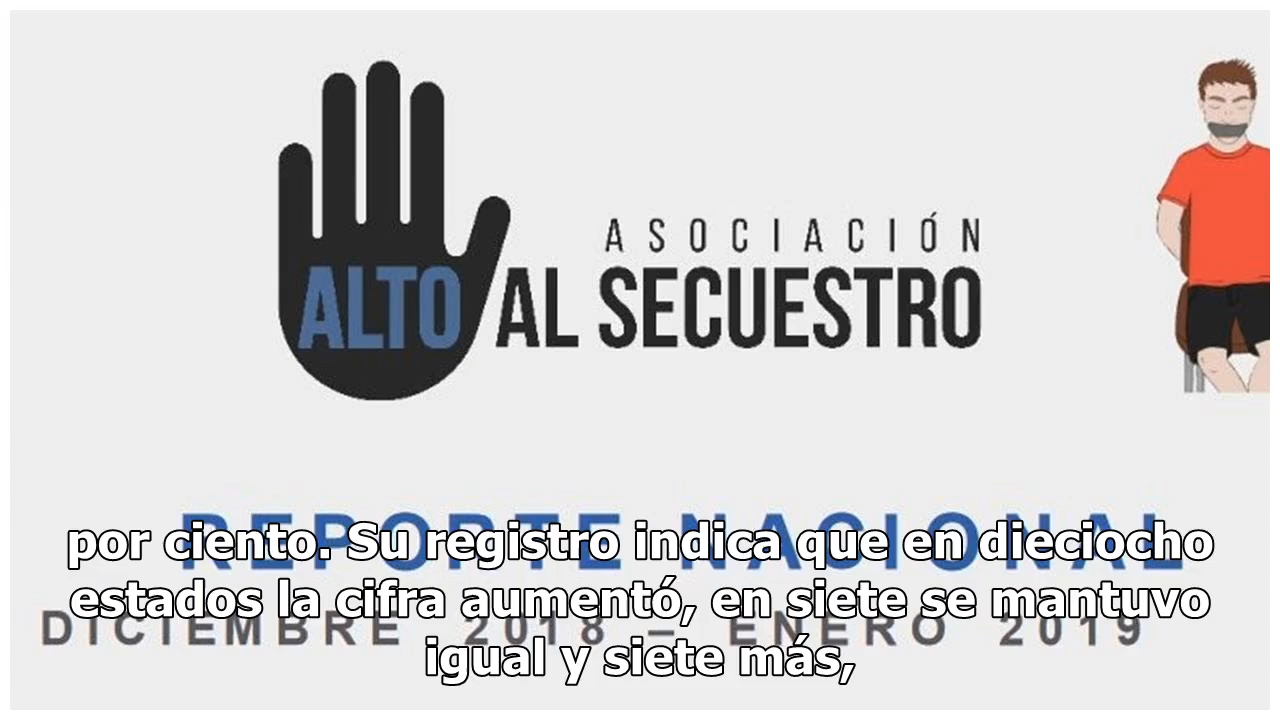 ASOCIACIÓN
ALTO AL SECUESTRO
REPORTE NACIONAL
por ciento. Su registro indica que en dieciocho
estados la cifra aumentó, en siete se mantuvo
DICIEMBRE 2018 – ENERO 2019
igual y siete más,